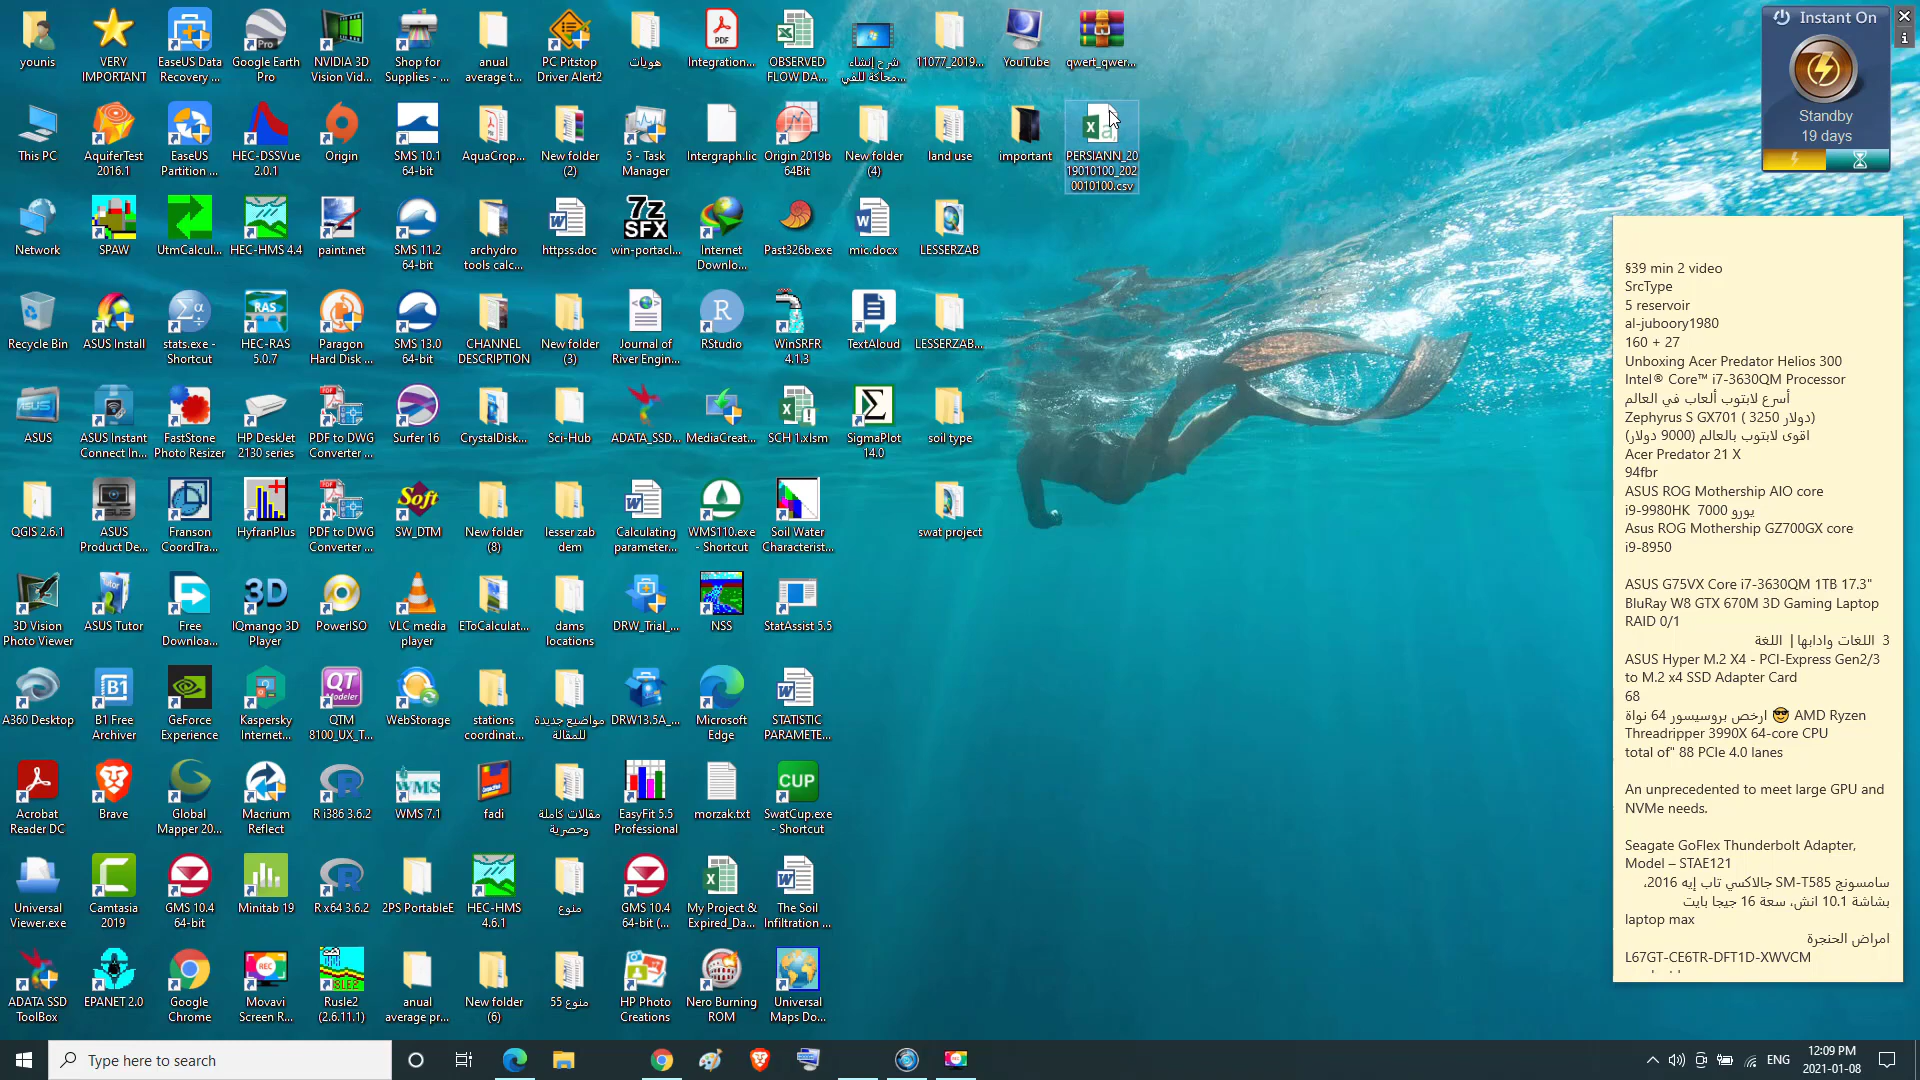 younis
VERY
IMPORTANT
EaseUS Data
Recovery ...
Google Earth
Pro
NVIDIA 3D
Vision Vid...
Shop for
Supplies - ...
anual
average t...
PC Pitstop
Driver Alert2
هويات
Integration...
OBSERVED
FLOW DA...
شرح إنشاء
محاكاة للفي...
11077_2019...
YouTube
qwert_qwer...
This PC
AquiferTest
2016.1
EaseUS
Partition ...
HEC-DSSVue
2.0.1
Origin
SMS 10.1
64-bit
AquaCrop...
New folder
(2)
5 - Task
Manager
Intergraph.lic
Origin 2019b
64Bit
New folder
(4)
land use
important
PERSIANN_20
19010100_202
0010100.csv
Network
SPAW
UtmCalcul...
HEC-HMS 4.4
paint.net
SMS 11.2
64-bit
archydro
tools calc...
httpss.doc
win-portacl...
Internet
Downlo...
Past326b.exe
mic.docx
LESSERZAB
Recycle Bin
ASUS Install
stats.exe -
Shortcut
HEC-RAS
5.0.7
Paragon
Hard Disk ...
SMS 13.0
64-bit
CHANNEL
DESCRIPTION
New folder
(3)
Journal of
River Engin...
RStudio
WinSRFR
4.1.3
TextAloud
LESSERZAB...
ASUS
ASUS Instant
Connect In...
FastStone
Photo Resizer
HP DeskJet
2130 series
PDF to DWG
Converter ...
Surfer 16
CrystalDisk...
Sci-Hub
ADATA_SSD...
MediaCreat...
SCH 1.xlsm
SigmaPlot
14.0
soil type
QGIS 2.6.1
ASUS
Product De...
Franson
CoordTra...
HyfranPlus
PDF to DWG
Converter ...
SW_DTM
New folder
(8)
lesser zab
dem
Calculating
parameter...
WMS110.exe
- Shortcut
Soil Water
Characterist...
swat project
3D Vision
Photo Viewer
ASUS Tutor
Free
Downloa...
IQmango 3D
Player
PowerISO
VLC media
player
EToCalculat...
dams
locations
DRW_Trial_...
NSS
StatAssist 5.5
A360 Desktop
B1 Free
Archiver
GeForce
Experience
Kaspersky
Internet...
QTM
8100_UX_T...
WebStorage
stations
coordinat...
مواضيع جديدة
للمقالة
DRW13.5A_...
Microsoft
Edge
STATISTIC
PARAMETE...
Acrobat
Reader DC
Brave
Global
Mapper 20...
Macrium
Reflect
R i386 3.6.2
WMS 7.1
fadi
مقالات كاملة
وحصرية
EasyFit 5.5
Professional
morzak.txt
SwatCup.exe
- Shortcut
Universal
Viewer.exe
Camtasia
2019
GMS 10.4
64-bit
Minitab 19
R x64 3.6.2
2PS PortableE
HEC-HMS
4.6.1
منوع
GMS 10.4
64-bit (...
My Project &
Expired_Da...
The Soil
Infiltration ...
ADATA SSD
ToolBox
EPANET 2.0
Google
Chrome
Movavi
Screen R...
Rusle2
(2.6.11.1)
anual
average pr...
New folder
(6)
منوع 55
HP Photo
Creations
Nero Burning
ROM
Universal
Maps Do...
Instant On
Standby
19 days
§39 min 2 video
SrcType
5 reservoir
al-juboory1980
160 + 27
Unboxing Acer Predator Helios 300
Intel® Core™ i7-3630QM Processor
أسرع لابتوب ألعاب في العالم
Zephyrus S GX701 ( 3250 دولار)
اقوى لابتوب بالعالم (9000 دولار)
Acer Predator 21 X
94fbr
ASUS ROG Mothership AIO core
i9-9980HK 7000 يورو
Asus ROG Mothership GZ700GX core
i9-8950
ASUS G75VX Core i7-3630QM 1TB 17.3"
BluRay W8 GTX 670M 3D Gaming Laptop
RAID 0/1
3 اللغات وادابها | اللغة
ASUS Hyper M.2 X4 - PCI-Express Gen2/3
to M.2 x4 SSD Adapter Card
68
ارخص بروسيسور 64 نواة 😎 AMD Ryzen
Threadripper 3990X 64-core CPU
total of" 88 PCIe 4.0 lanes
An unprecedented to meet large GPU and
NVMe needs.
Seagate GoFlex Thunderbolt Adapter,
Model – STAE121
سامسونج SM-T585 جالاكسي تاب إيه 2016،
بشاشة 10.1 انش، سعة 16 جيجا بايت
laptop max
امراض الحنجرة
L67GT-CE6TR-DFT1D-XWVCM
Type here to search
ENG
12:09 PM
2021-01-08